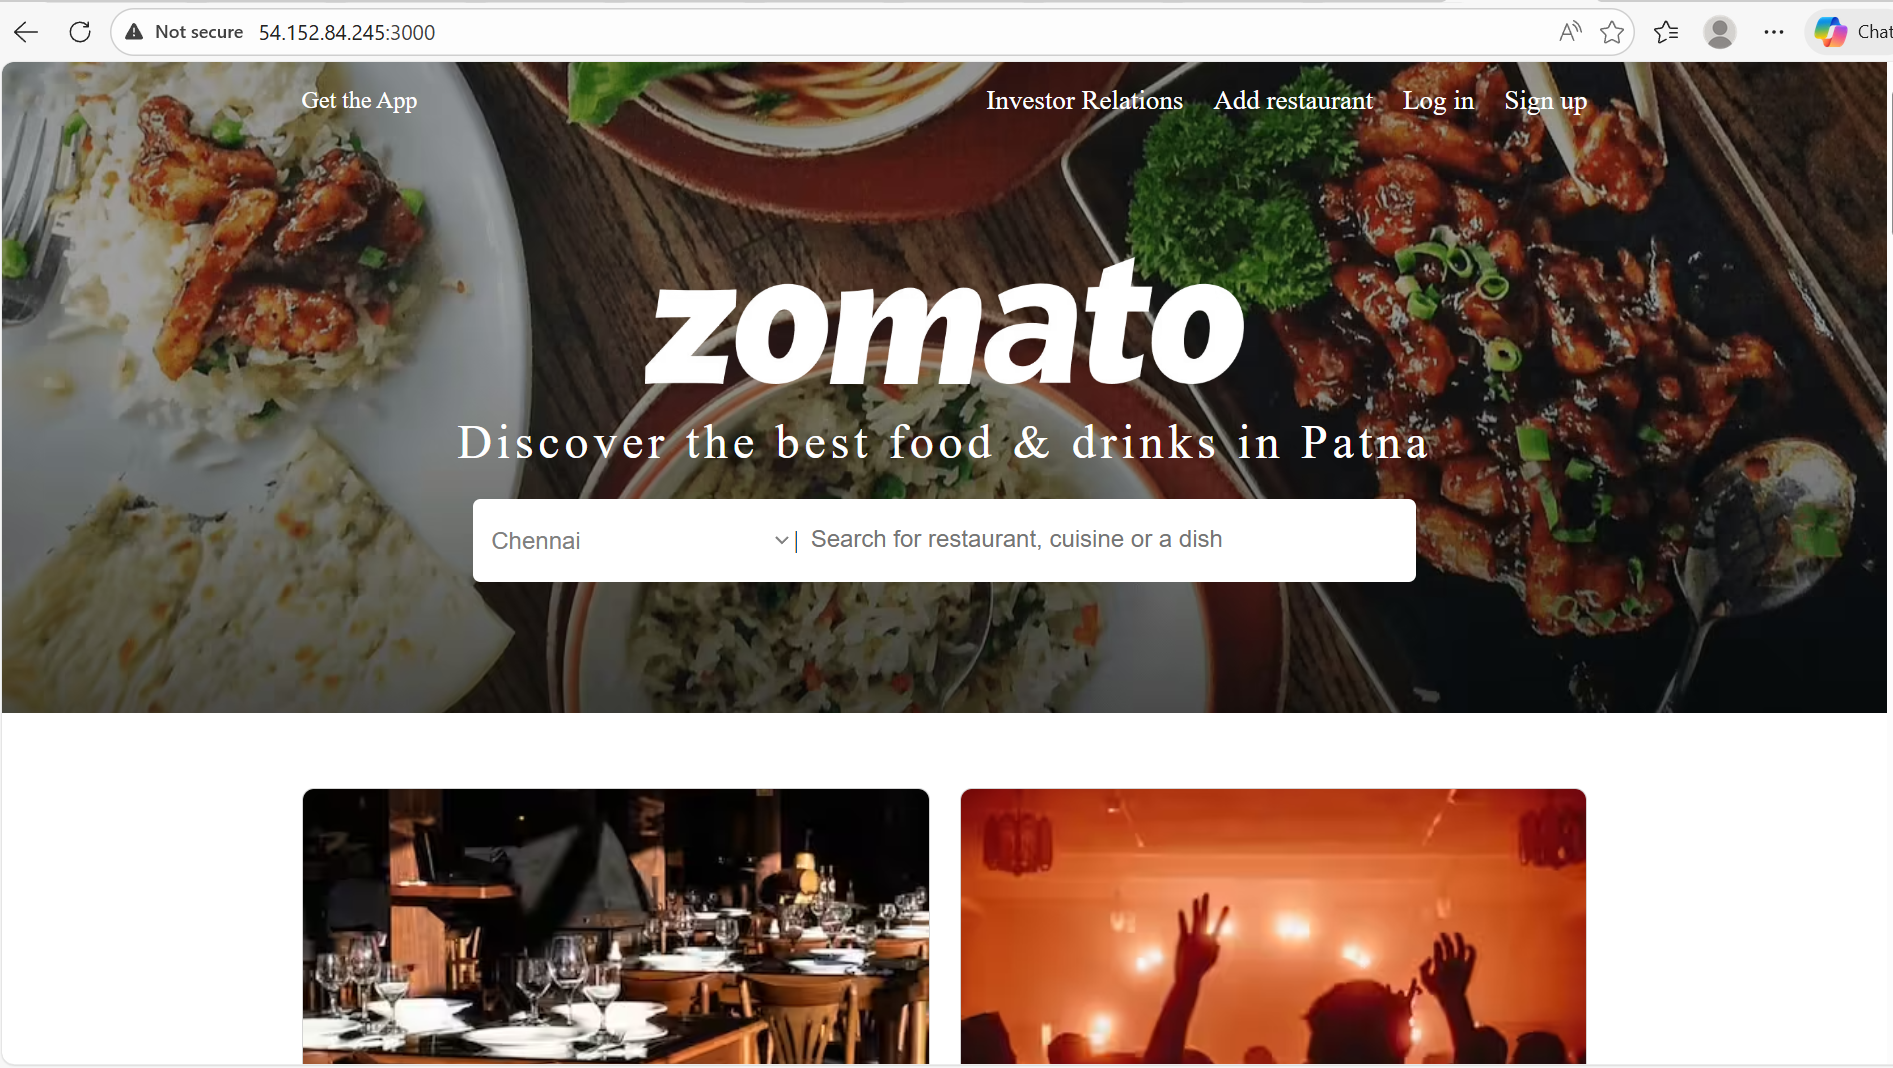 Not secure 54.152.84.245:3000
Chat
Get the App
Investor Relations Add restaurant Log in Sign up
zomato
Discover the best food & drinks in Patna
Chennai
Search for restaurant, cuisine or a dish